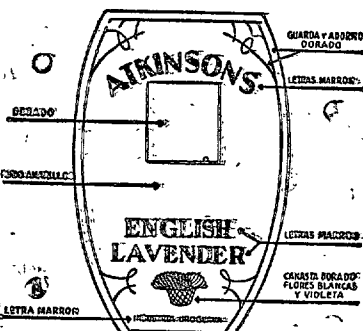 GUARDA Y ADORNO
DORADO
ATKINSONS
LETRAS MARRON
DORADO
FONDO AMARILLO
ENGLISH
LAVENDER
LETRAS MARRON
CANASTA DORADO
FLORES BLANCAS
Y VIOLETA
LETRA MARRON